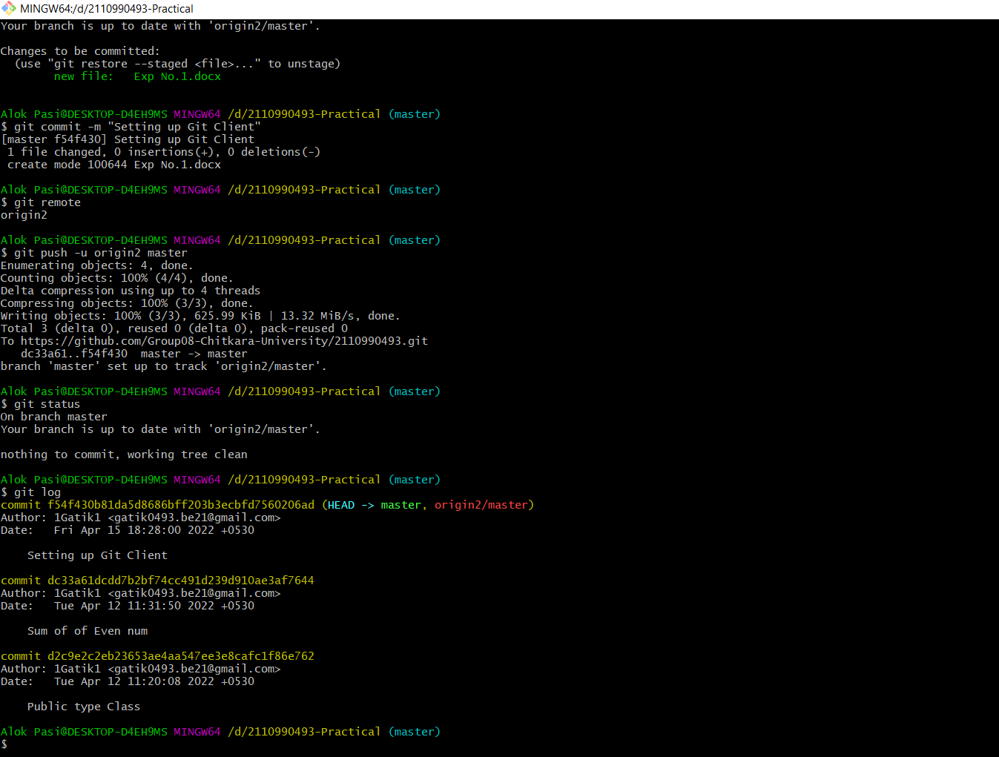 MINGW64:/d/2110990493-Practical
Your branch is up to date with 'origin2/master'.
Changes to be committed:
  (use "git restore --staged <file>..." to unstage)
        new file:   Exp No.1.docx
Alok Pasi@DESKTOP-D4EH9MS MINGW64 /d/2110990493-Practical (master)
$ git commit -m "Setting up Git Client"
[master f54f430] Setting up Git Client
 1 file changed, 0 insertions(+), 0 deletions(-)
 create mode 100644 Exp No.1.docx
Alok Pasi@DESKTOP-D4EH9MS MINGW64 /d/2110990493-Practical (master)
$ git remote
origin2
Alok Pasi@DESKTOP-D4EH9MS MINGW64 /d/2110990493-Practical (master)
$ git push -u origin2 master
Enumerating objects: 4, done.
Counting objects: 100% (4/4), done.
Delta compression using up to 4 threads
Compressing objects: 100% (3/3), done.
Writing objects: 100% (3/3), 625.99 KiB | 13.32 MiB/s, done.
Total 3 (delta 0), reused 0 (delta 0), pack-reused 0
To https://github.com/Group08-Chitkara-University/2110990493.git
   dc33a61..f54f430  master -> master
branch 'master' set up to track 'origin2/master'.
Alok Pasi@DESKTOP-D4EH9MS MINGW64 /d/2110990493-Practical (master)
$ git status
On branch master
Your branch is up to date with 'origin2/master'.
nothing to commit, working tree clean
Alok Pasi@DESKTOP-D4EH9MS MINGW64 /d/2110990493-Practical (master)
$ git log
commit f54f430b81da5d8686bff203b3ecbfd7560206ad (HEAD -> master, origin2/master)
Author: 1Gatik1 <gatik0493.be21@gmail.com>
Date:   Fri Apr 15 18:28:00 2022 +0530
    Setting up Git Client
commit dc33a61dcdd7b2bf74cc491d239d910ae3af7644
Author: 1Gatik1 <gatik0493.be21@gmail.com>
Date:   Tue Apr 12 11:31:50 2022 +0530
    Sum of of Even num
commit d2c9e2c2eb23653ae4aa547ee3e8cafc1f86e762
Author: 1Gatik1 <gatik0493.be21@gmail.com>
Date:   Tue Apr 12 11:20:08 2022 +0530
    Public type Class
Alok Pasi@DESKTOP-D4EH9MS MINGW64 /d/2110990493-Practical (master)
$